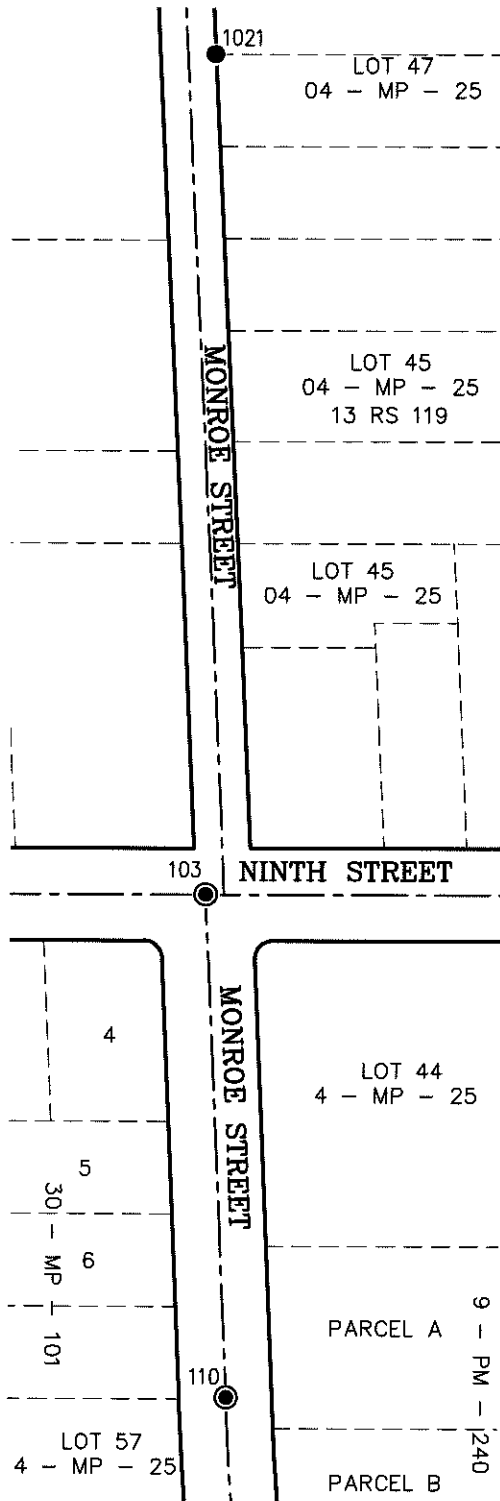 1021
LOT 47
04 - MP - 25
MONROE STREET
LOT 45
04 - MP - 25
13 RS 119
LOT 45
04 - MP - 25
103
NINTH STREET
MONROE STREET
4
LOT 44
4 - MP - 25
5
6
30 - MP - 101
PARCEL A
9 - PM - 240
110
LOT 57
4 - MP - 25
PARCEL B